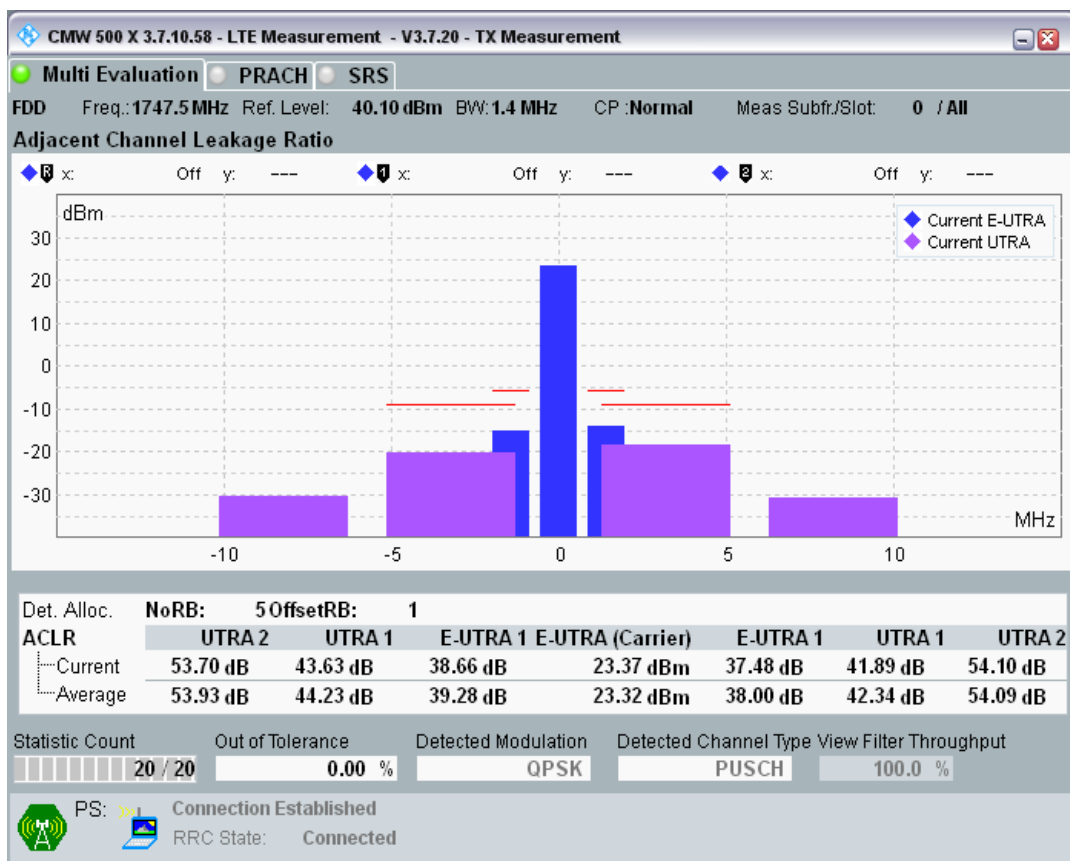 CMW 500 X 3.7.10.58 - LTE Measurement - V3.7.20 - TX Measurement
Multi Evaluation PRACH SRS
FDD Freq.: 1747.5 MHz Ref. Level: 40.10 dBm BW: 1.4 MHz CP :Normal Meas Subfr./Slot: 0 / All
Adjacent Channel Leakage Ratio
R x: Off y: --- 1 x: Off y: --- 2 x: Off y: ---
dBm
Current E-UTRA
Current UTRA
30
20
10
0
-10
-20
-30
MHz
-10 -5 0 5 10
Det. Alloc. NoRB: 5 OffsetRB: 1
ACLR UTRA 2 UTRA 1 E-UTRA 1 E-UTRA (Carrier) E-UTRA 1 UTRA 1 UTRA 2
Current 53.70 dB 43.63 dB 38.66 dB 23.37 dBm 37.48 dB 41.89 dB 54.10 dB
Average 53.93 dB 44.23 dB 39.28 dB 23.32 dBm 38.00 dB 42.34 dB 54.09 dB
Statistic Count Out of Tolerance Detected Modulation Detected Channel Type View Filter Throughput
20 / 20 0.00 % QPSK PUSCH 100.0 %
PS: Connection Established
RRC State: Connected